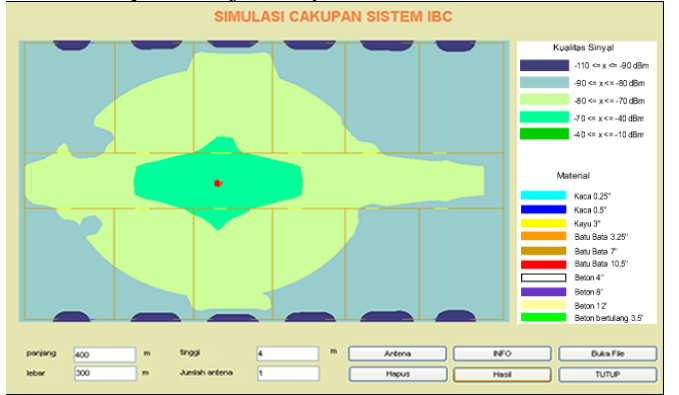 SIMULASI CAKUPAN SISTEM IBC
Kualitas Sinyal
-110 <= x <= -90 dBm
-90 <= x <= -80 dBm
-80 <= x <= -70 dBm
-70 <= x <= -40 dBm
-40 <= x <= -10 dBm
Material
Kaca 0.25"
Kaca 0.5"
Kayu 3"
Batu Bata 3.25"
Batu Bata 7"
Batu Bata 10.5"
Beton 4"
Beton 8"
Beton 12"
Beton bertulang 3.5'
panjang 400 m tinggi 4 m Antena INFO Buka File
lebar 300 m Jumlah antena 1 Hapus Hasil TUTUP